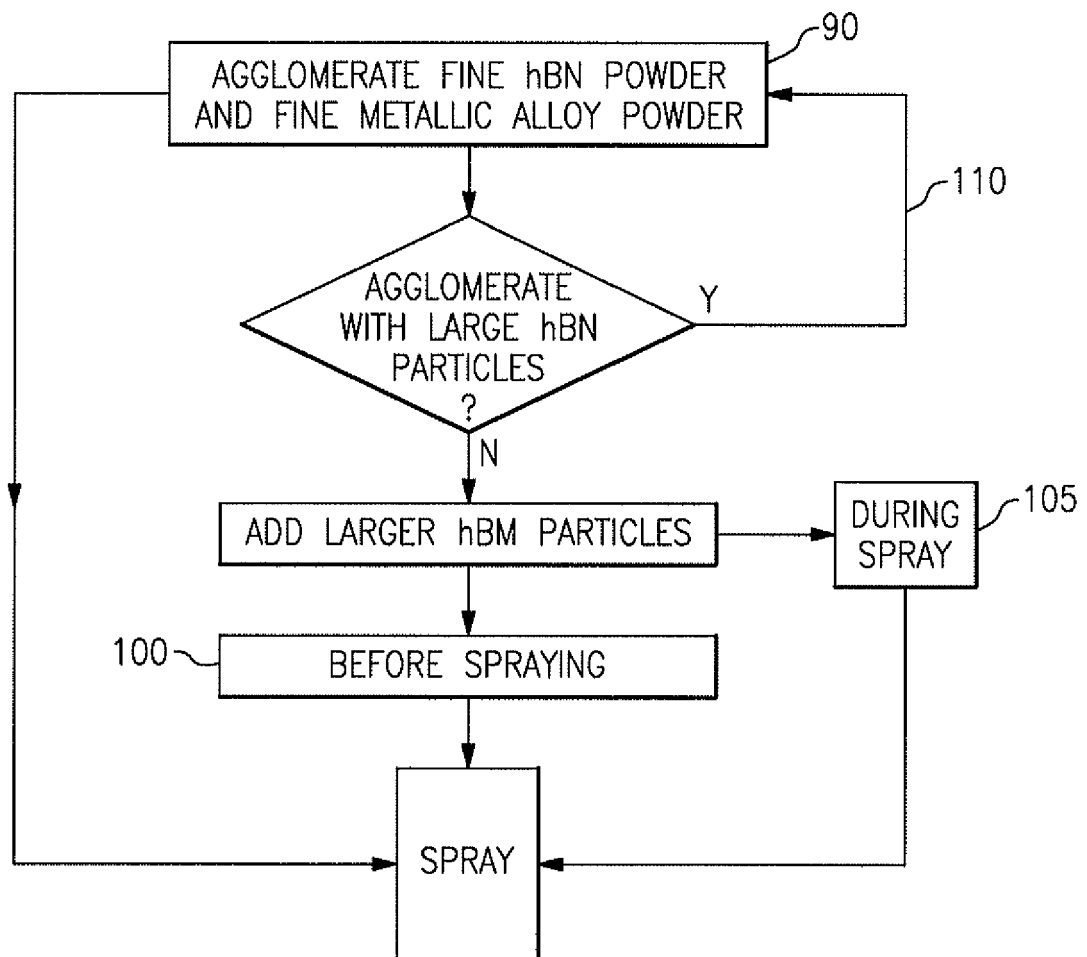 90
AGGLOMERATE FINE hBN POWDER
AND FINE METALLIC ALLOY POWDER
110
AGGLOMERATE
WITH LARGE hBN
PARTICLES
?
Y
N
ADD LARGER hBM PARTICLES
DURING
SPRAY
105
100
BEFORE SPRAYING
SPRAY